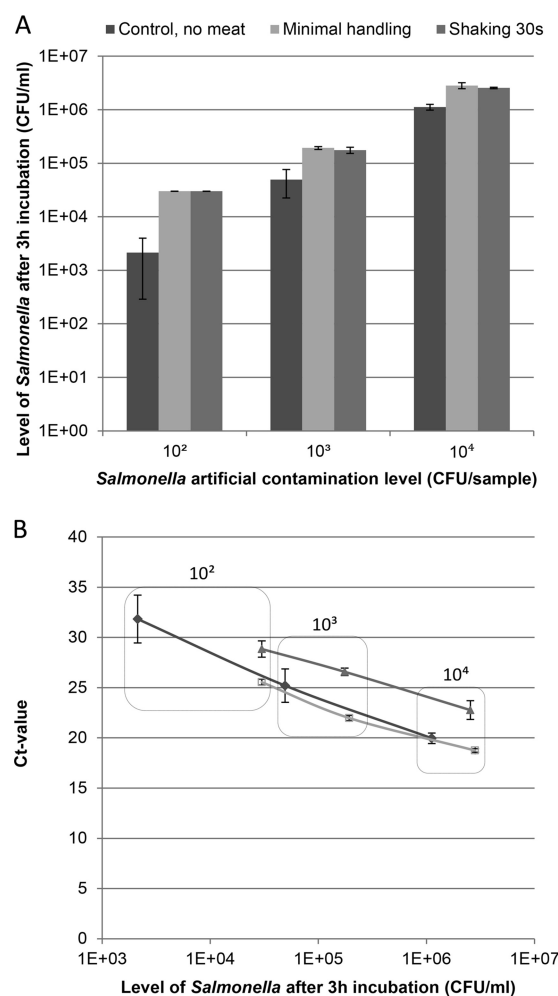 A
Control, no meat Minimal handling Shaking 30s
Level of Salmonella after 3h incubation (CFU/ml)
1E+07
1E+06
1E+05
1E+04
1E+03
1E+02
1E+01
1E+00
10² 10³ 10⁴
Salmonella artificial contamination level (CFU/sample)
B
Ct-value
40
35
30
25
20
15
10
5
0
10²
10³
10⁴
1E+03 1E+04 1E+05 1E+06 1E+07
Level of Salmonella after 3h incubation (CFU/ml)